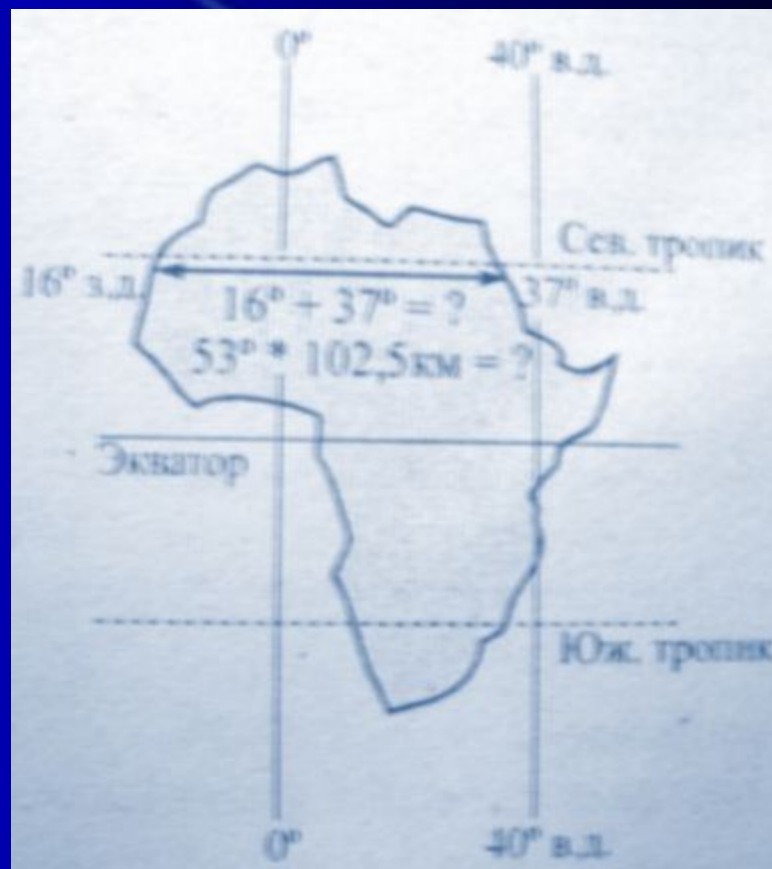 0° 40° в.д.
Сев. тропик
16° з.д. 37° в.д.
16° + 37° = ?
53° * 102,5км = ?
Экватор
Юж. тропик
0° 40° в.д.